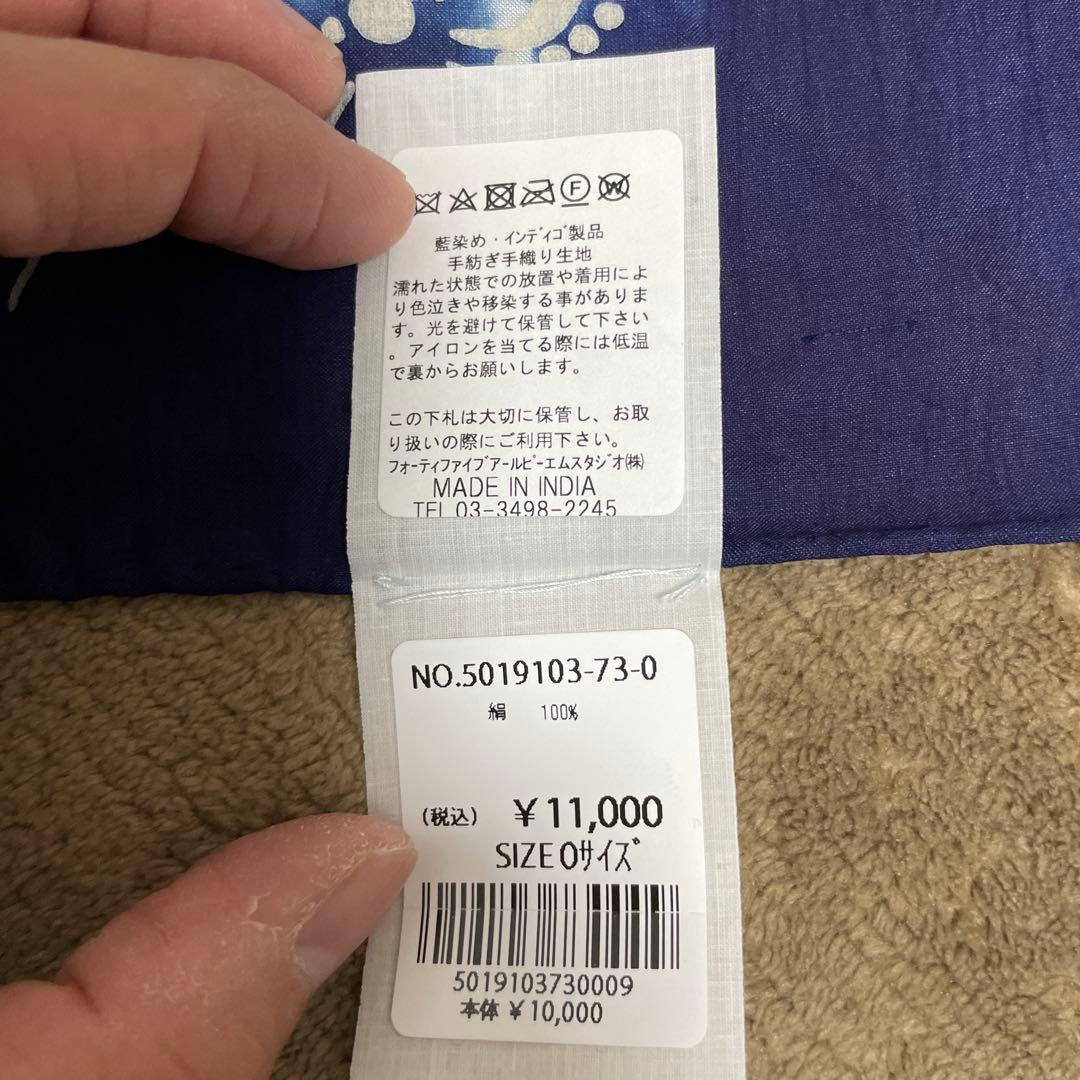 F W
藍染め・インディゴ製品
手紡ぎ手織り生地
濡れた状態での放置や着用によ
り色泣きや移染する事がありま
す。光を避けて保管して下さい
。アイロンを当てる際には低温
で裏からお願いします。
この下札は大切に保管し、お取
り扱いの際にご利用下さい。
フォーティファイブアールピーエムスタジオ㈱
MADE IN INDIA
TEL 03-3498-2245
NO.5019103-73-0
絹 100%
(税込) ¥11,000
SIZE 0サイズ
5019103730009
本体 ¥10,000